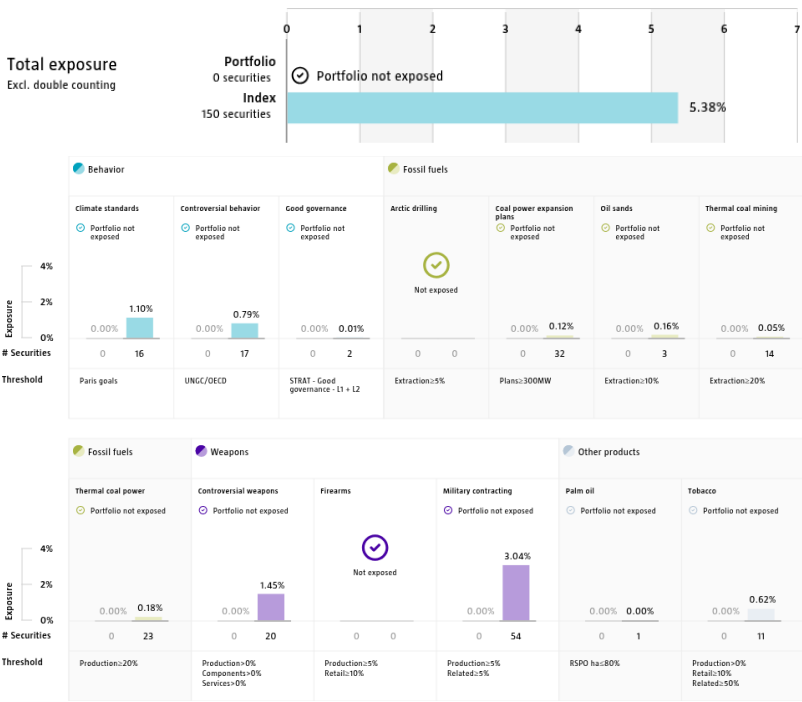 0 1 2 3 4 5 6 7
Total exposure
Excl. double counting
Portfolio
0 securities
Portfolio not exposed
Index
150 securities
5.38%
Behavior
Fossil fuels
Climate standards
Portfolio not
exposed
Controversial behavior
Portfolio not
exposed
Good governance
Portfolio not
exposed
Arctic drilling
Not exposed
Coal power expansion
plans
Portfolio not
exposed
Oil sands
Portfolio not
exposed
Thermal coal mining
Portfolio not
exposed
Exposure
4%
2%
0%
0.00% 1.10% 0.00% 0.79% 0.00% 0.01% 0.00% 0.12% 0.00% 0.16% 0.00% 0.05%
# Securities 0 16 0 17 0 2 0 0 0 32 0 3 0 14
Threshold
Paris goals
UNGC/OECD
STRAT - Good
governance - L1 + L2
Extraction≥5%
Plans≥300MW
Extraction≥10%
Extraction≥20%
Fossil fuels
Weapons
Other products
Thermal coal power
Portfolio not exposed
Controversial weapons
Portfolio not exposed
Firearms
Not exposed
Military contracting
Portfolio not exposed
Palm oil
Portfolio not exposed
Tobacco
Portfolio not exposed
Exposure
4%
2%
0%
0.00% 0.18% 0.00% 1.45% 0.00% 3.04% 0.00% 0.00% 0.00% 0.62%
# Securities 0 23 0 20 0 0 0 54 0 1 0 11
Threshold
Production≥20%
Production>0%
Components>0%
Services>0%
Production≥5%
Retail≥10%
Production≥5%
Related≥5%
RSPO ha≤80%
Production>0%
Retail≥10%
Related≥50%